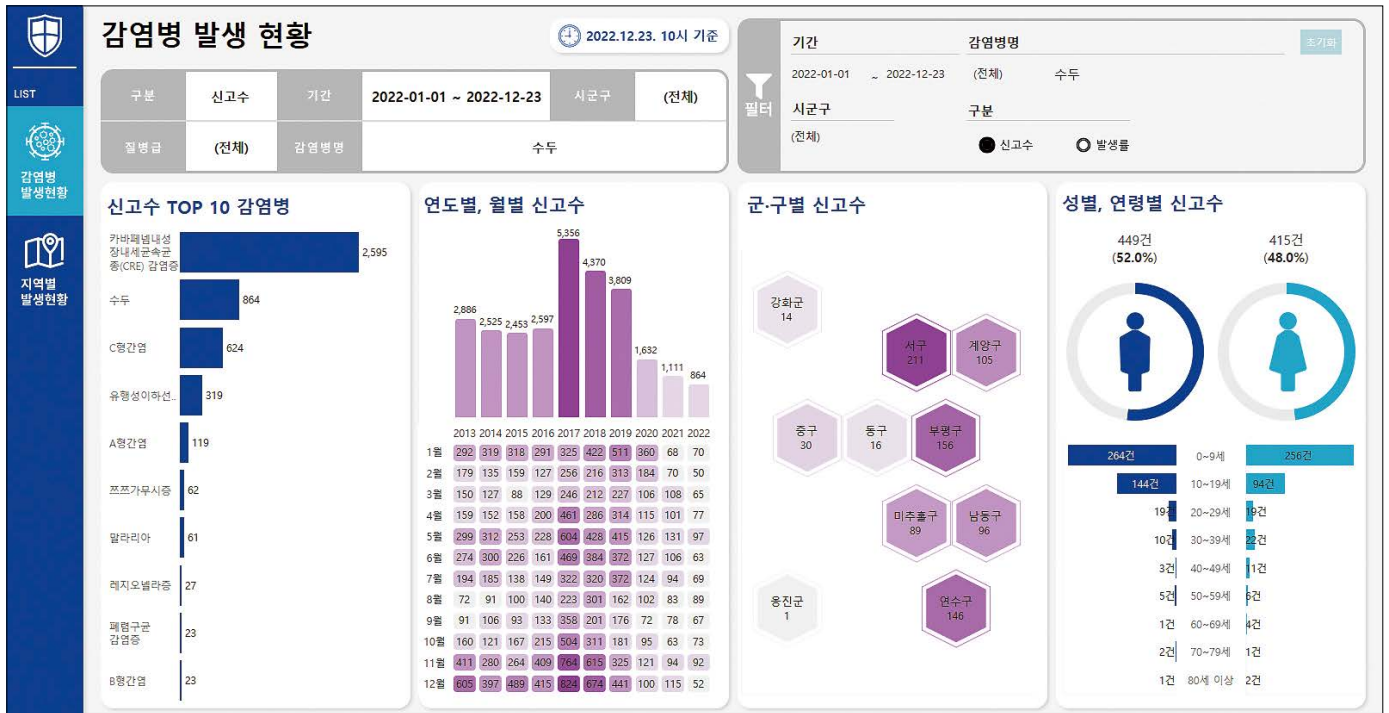 감염병 발생 현황
2022.12.23. 10시 기준
LIST
감염병
발생현황
지역별
발생현황
구분 신고수 기간 2022-01-01 ~ 2022-12-23 시군구 (전체)
질병급 (전체) 감염병명 수두
필터
기간 감염병명 초기화
2022-01-01 ~ 2022-12-23 (전체) 수두
시군구 구분
(전체) 신고수 발생률
신고수 TOP 10 감염병
카바페넴내성
장내세균속균
종(CRE) 감염증 2,595
수두 864
C형간염 624
유행성이하선.. 319
A형간염 119
쯔쯔가무시증 62
말라리아 61
레지오넬라증 27
폐렴구균
감염증 23
B형간염 23
연도별, 월별 신고수
2,886 2,525 2,453 2,597 5,356 4,370 3,809 1,632 1,111 864
2013 2014 2015 2016 2017 2018 2019 2020 2021 2022
1월 292 319 318 291 325 422 511 360 68 70
2월 179 135 159 127 256 216 313 184 70 50
3월 150 127 88 129 246 212 227 106 108 65
4월 159 152 158 200 461 286 314 115 101 77
5월 299 312 253 228 604 428 415 126 131 97
6월 274 300 226 161 469 384 372 127 106 63
7월 194 185 138 149 322 320 372 124 94 69
8월 72 91 100 140 223 301 162 102 83 89
9월 91 106 93 133 358 201 176 72 78 67
10월 160 121 167 215 504 311 181 95 63 73
11월 411 280 264 409 764 615 325 121 94 92
12월 605 397 489 415 824 674 441 100 115 52
군·구별 신고수
강화군
14
서구
211
계양구
105
중구
30
동구
16
부평구
156
미추홀구
89
남동구
96
옹진군
1
연수구
146
성별, 연령별 신고수
449건 415건
(52.0%) (48.0%)
264건 0~9세 256건
144건 10~19세 94건
19건 20~29세 19건
10건 30~39세 22건
3건 40~49세 11건
5건 50~59세 6건
1건 60~69세 4건
2건 70~79세 1건
1건 80세 이상 2건